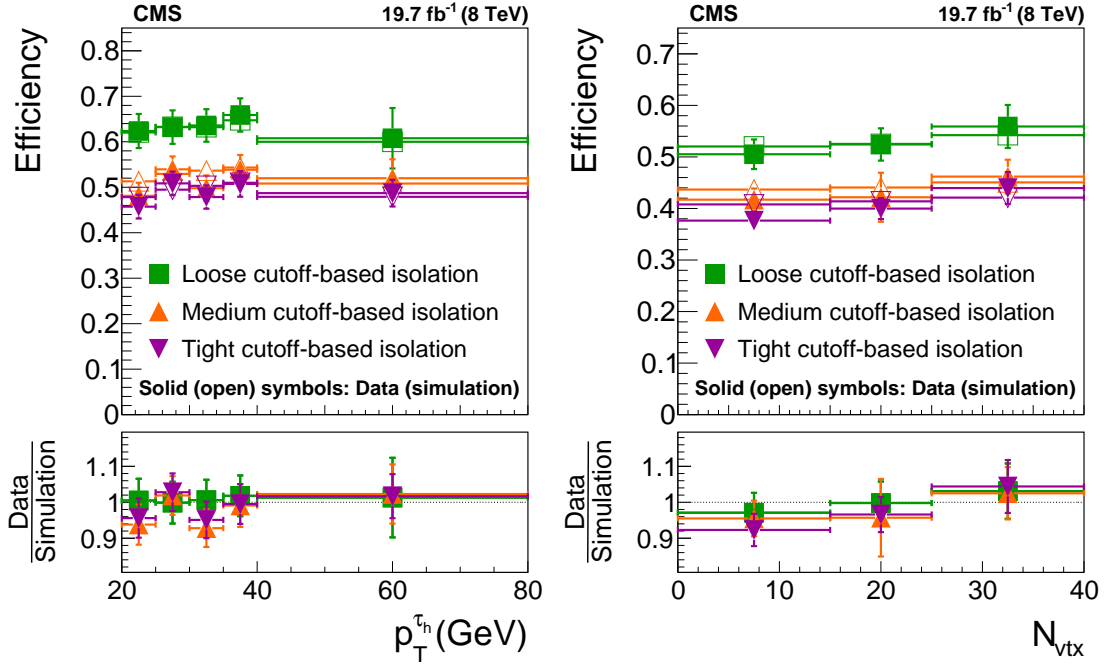 CMS 19.7 fb⁻¹ (8 TeV)
Efficiency
0.8
0.7
0.6
0.5
0.4
0.3
0.2
0.1
0
Loose cutoff-based isolation
Medium cutoff-based isolation
Tight cutoff-based isolation
Solid (open) symbols: Data (simulation)
Data
Simulation
1.1
1
0.9
20 30 40 50 60 70 80
p_T^τ_h (GeV)
CMS 19.7 fb⁻¹ (8 TeV)
Efficiency
0.7
0.6
0.5
0.4
0.3
0.2
0.1
0
Loose cutoff-based isolation
Medium cutoff-based isolation
Tight cutoff-based isolation
Solid (open) symbols: Data (simulation)
Data
Simulation
1.1
1
0.9
0 10 20 30 40
N_vtx